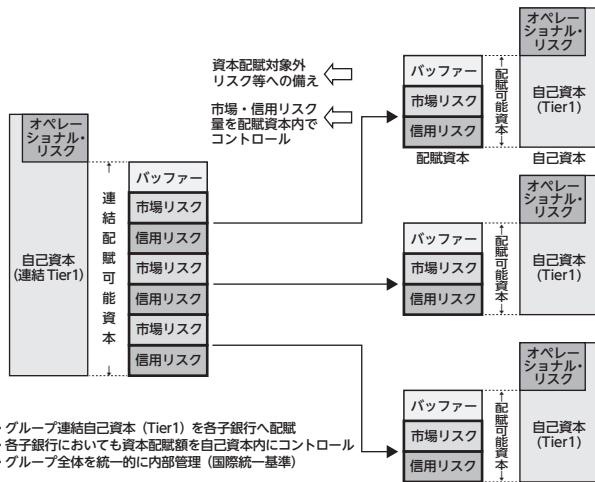 オペレー
ショナル・
リスク
自己資本
(連結Tier1)
連結配賦可能資本
バッファー
市場リスク
信用リスク
市場リスク
信用リスク
市場リスク
信用リスク
資本配賦対象外
リスク等への備え
市場・信用リスク
量を配賦資本内で
コントロール
バッファー
市場リスク
信用リスク
配賦資本
配賦可能資本
オペレー
ショナル・
リスク
自己資本
(Tier1)
自己資本
バッファー
市場リスク
信用リスク
配賦可能資本
オペレー
ショナル・
リスク
自己資本
(Tier1)
バッファー
市場リスク
信用リスク
配賦可能資本
オペレー
ショナル・
リスク
自己資本
(Tier1)
・グループ連結自己資本(Tier1)を各子銀行へ配賦
・各子銀行においても資本配賦額を自己資本内にコントロール
・グループ全体を統一的に内部管理(国際統一基準)